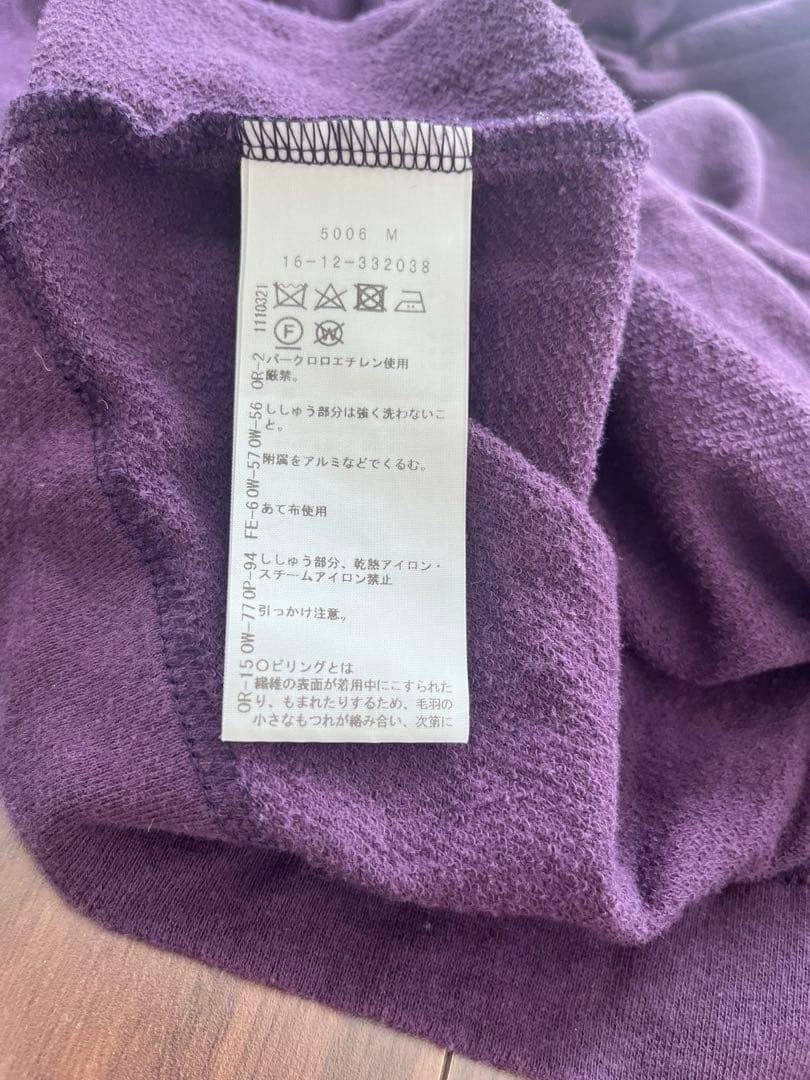 5006 M
16-12-332038
F
W
パークロロエチレン使用
厳禁。
ししゅう部分は強く洗わないこ
と。
附属をアルミなどでくるむ。
あて布使用
ししゅう部分、乾熱アイロン・
スチームアイロン禁止
引っかけ注意。
〇ピリングとは
繊維の表面が着用中にこすられた
り、もまれたりするため、毛羽の
小さなもつれが絡み合い、次第に
OR-15 OW-77 OP-94 FE-6 OW-57 OW-56 OR-2 1110321